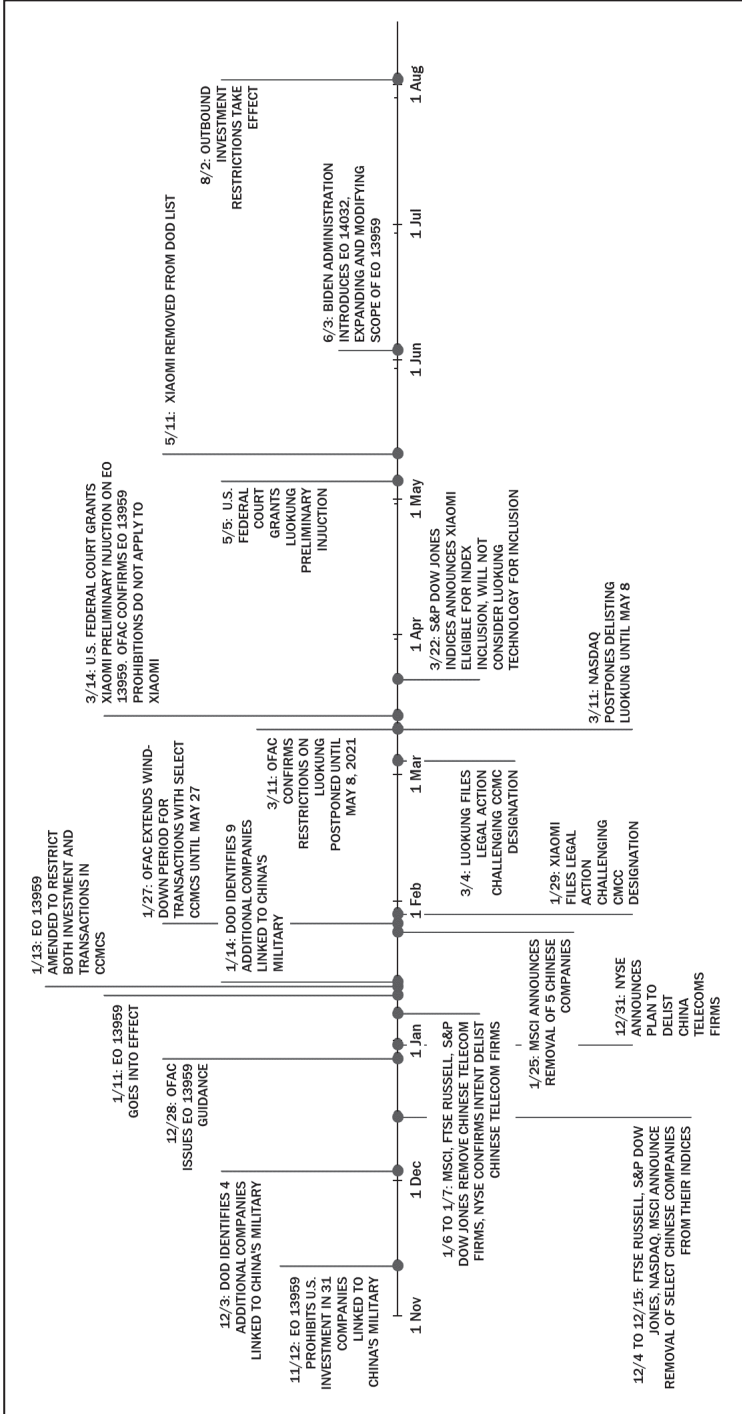 11/12: EO 13959
PROHIBITS U.S.
INVESTMENT IN 31
COMPANIES
LINKED TO
CHINA'S MILITARY
12/3: DOD IDENTIFIES 4
ADDITIONAL COMPANIES
LINKED TO CHINA'S MILITARY
12/28: OFAC
ISSUES EO 13959
GUIDANCE
1/11: EO 13959
GOES INTO EFFECT
1/13: EO 13959
AMENDED TO RESTRICT
BOTH INVESTMENT AND
TRANSACTIONS IN
CCMCS
1/14: DOD IDENTIFIES 9
ADDITIONAL COMPANIES
LINKED TO CHINA'S
MILITARY
1/27: OFAC EXTENDS WIND-
DOWN PERIOD FOR
TRANSACTIONS WITH SELECT
CCMCS UNTIL MAY 27
3/11: OFAC
CONFIRMS
RESTRICTIONS ON
LUOKUNG
POSTPONED UNTIL
MAY 8, 2021
3/14: U.S. FEDERAL COURT GRANTS
XIAOMI PRELIMINARY INJUCTION ON EO
13959. OFAC CONFIRMS EO 13959
PROHIBITIONS DO NOT APPLY TO
XIAOMI
5/5: U.S.
FEDERAL
COURT
GRANTS
LUOKUNG
PRELIMINARY
INJUCTION
5/11: XIAOMI REMOVED FROM DOD LIST
6/3: BIDEN ADMINISTRATION
INTRODUCES EO 14032,
EXPANDING AND MODIFYING
SCOPE OF EO 13959
8/2: OUTBOUND
INVESTMENT
RESTRICTIONS TAKE
EFFECT
1 Nov
1 Dec
1 Jan
1 Feb
1 Mar
1 Apr
1 May
1 Jun
1 Jul
1 Aug
12/4 TO 12/15: FTSE RUSSELL, S&P DOW
JONES, NASDAQ, MSCI ANNOUNCE
REMOVAL OF SELECT CHINESE COMPANIES
FROM THEIR INDICES
12/31: NYSE
ANNOUNCES
PLAN TO
DELIST
CHINA
TELECOMS
FIRMS
1/6 TO 1/7: MSCI, FTSE RUSSELL, S&P
DOW JONES REMOVE CHINESE TELECOM
FIRMS, NYSE CONFIRMS INTENT DELIST
CHINESE TELECOM FIRMS
1/25: MSCI ANNOUNCES
REMOVAL OF 5 CHINESE
COMPANIES
1/29: XIAOMI
FILES LEGAL
ACTION
CHALLENGING
CMCC
DESIGNATION
3/4: LUOKUNG FILES
LEGAL ACTION
CHALLENGING CCMC
DESIGNATION
3/11: NASDAQ
POSTPONES DELISTING
LUOKUNG UNTIL MAY 8
3/22: S&P DOW JONES
INDICES ANNOUNCES XIAOMI
ELIGIBLE FOR INDEX
INCLUSION, WILL NOT
CONSIDER LUOKUNG
TECHNOLOGY FOR INCLUSION